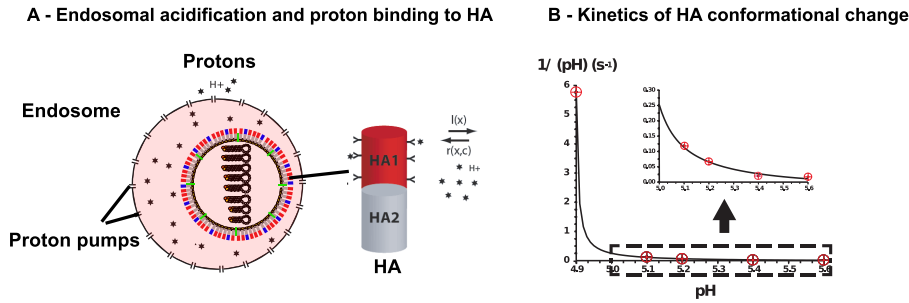 A - Endosomal acidification and proton binding to HA
B - Kinetics of HA conformational change
Protons
H+
Endosome
Proton pumps
HA1
HA2
HA
l(x)
r(x,c)
H+
1/ (pH) (s-1)
6
5
4
3
2
1
0
4.9
5.0
5.1
5.2
5.4
5.5
5.6
pH
0.30
0.25
0.20
0.15
0.10
0.05
0.00
5.0
5.1
5.2
5.3
5.4
5.5
5.6